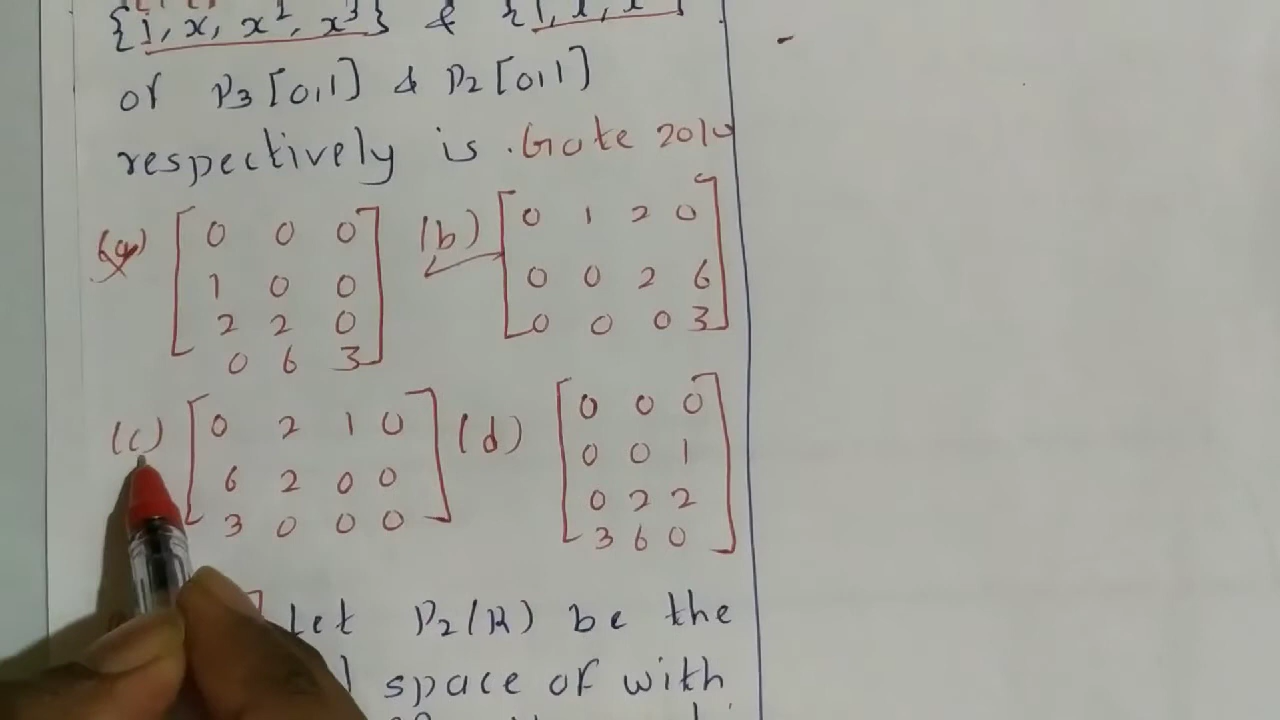 {1, x, x², x³} & {1, x, x²}
of P₃[0,1] & P₂[0,1]
respectively is . Gate 2010
(a) [0 0 0
1 0 0
2 2 0
0 6 3]
(b) [0 1 2 0
0 0 2 6
0 0 0 3]
(c) [0 2 1 0
6 2 0 0
3 0 0 0]
(d) [0 0 0
0 0 1
0 2 2
3 6 0]
Let P₂(R) be the
space of with